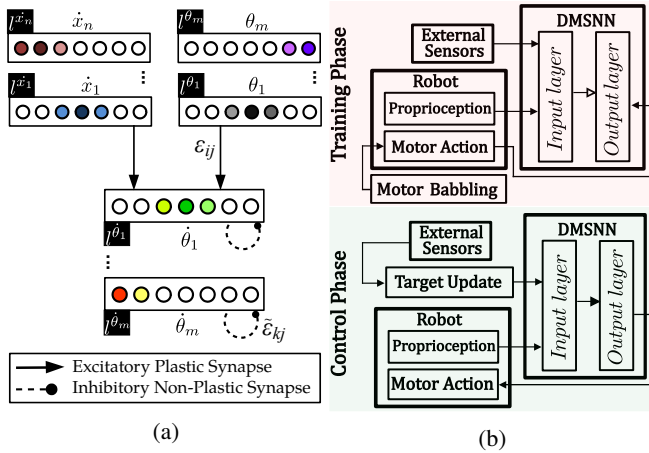 l^{ẋ_n} ẋ_n
l^{θ_m} θ_m
l^{ẋ_1} ẋ_1
l^{θ_1} θ_1
ε_{ij}
l^{θ̇_1} θ̇_1
l^{θ̇_m} θ̇_m
ε̃_{kj}
Excitatory Plastic Synapse
Inhibitory Non-Plastic Synapse
(a)
Training Phase
External
Sensors
DMSNN
Robot
Proprioception
Motor Action
Motor Babbling
Input layer
Output layer
Control Phase
External
Sensors
DMSNN
Target Update
Robot
Proprioception
Motor Action
Input layer
Output layer
(b)